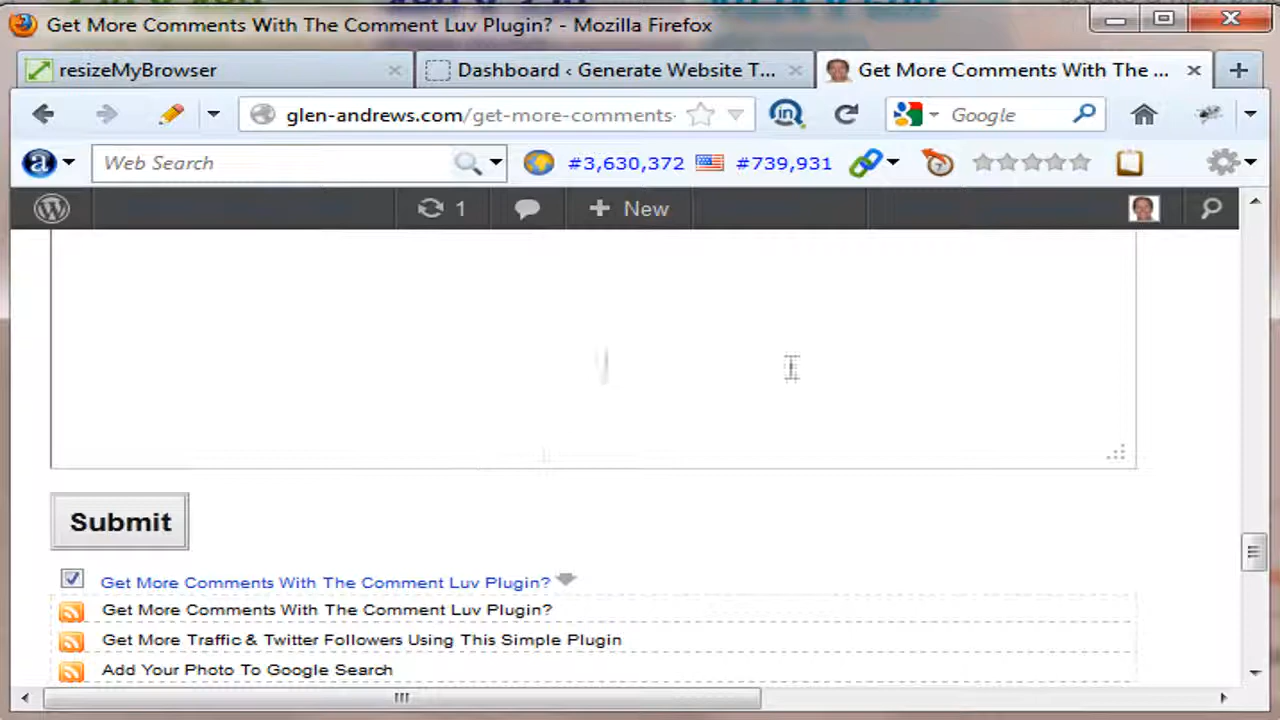 Get More Comments With The Comment Luv Plugin? - Mozilla Firefox
resizeMyBrowser
Dashboard ‹ Generate Website T...
Get More Comments With The ...
glen-andrews.com/get-more-comments-
Google
Web Search
#3,630,372
#739,931
1
New
Submit
Get More Comments With The Comment Luv Plugin?
Get More Comments With The Comment Luv Plugin?
Get More Traffic & Twitter Followers Using This Simple Plugin
Add Your Photo To Google Search